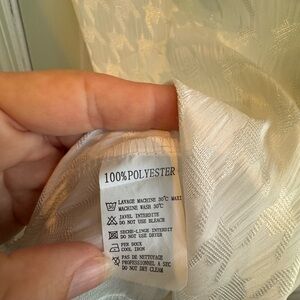 100%POLYESTER
LAVAGE MACHINE 30°C MAXI
MACHINE WASH 30°C
JAVEL INTERDITE
DO NOT USE BLEACH
SECHE-LINGE INTERDIT
DO NOT USE DRYER
FER DOUX
COOL IRON
PAS DE NETTOYAGE
PROFESSIONNEL A SEC
DO NOT DRY CLEAN